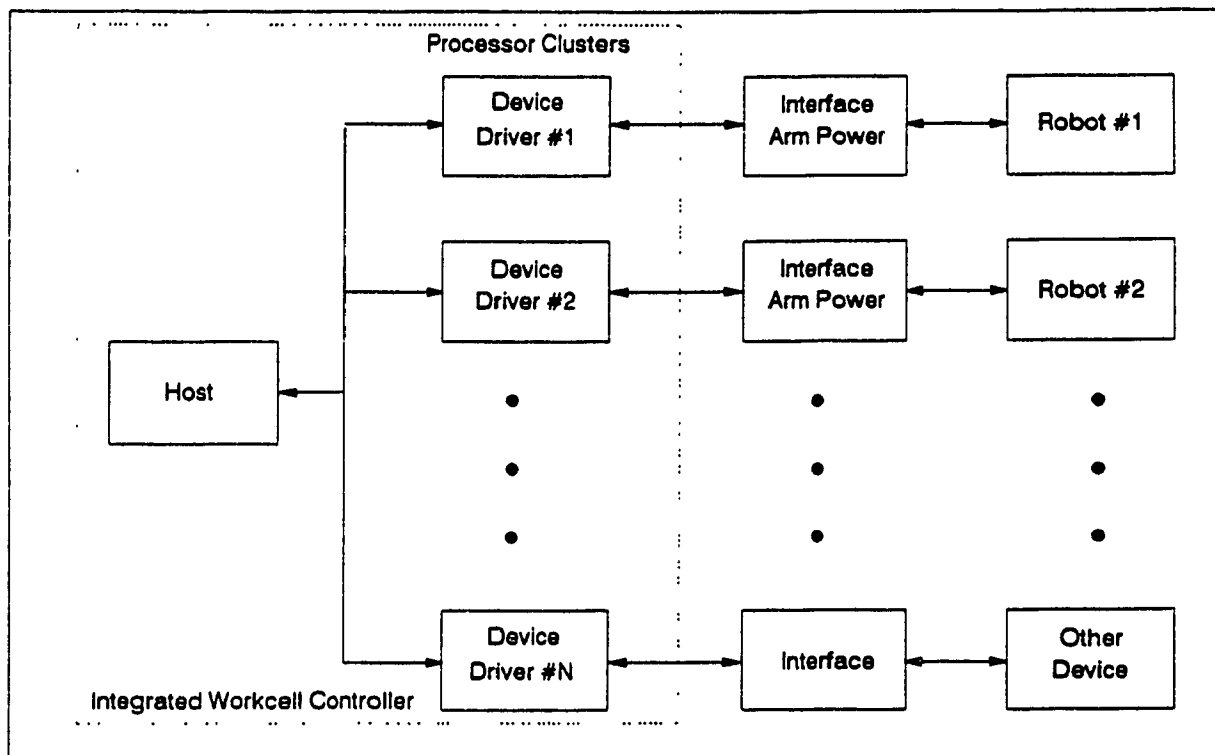 Processor Clusters
Device
Driver #1
Interface
Arm Power
Robot #1
Device
Driver #2
Interface
Arm Power
Robot #2
Host
Device
Driver #N
Interface
Other
Device
Integrated Workcell Controller